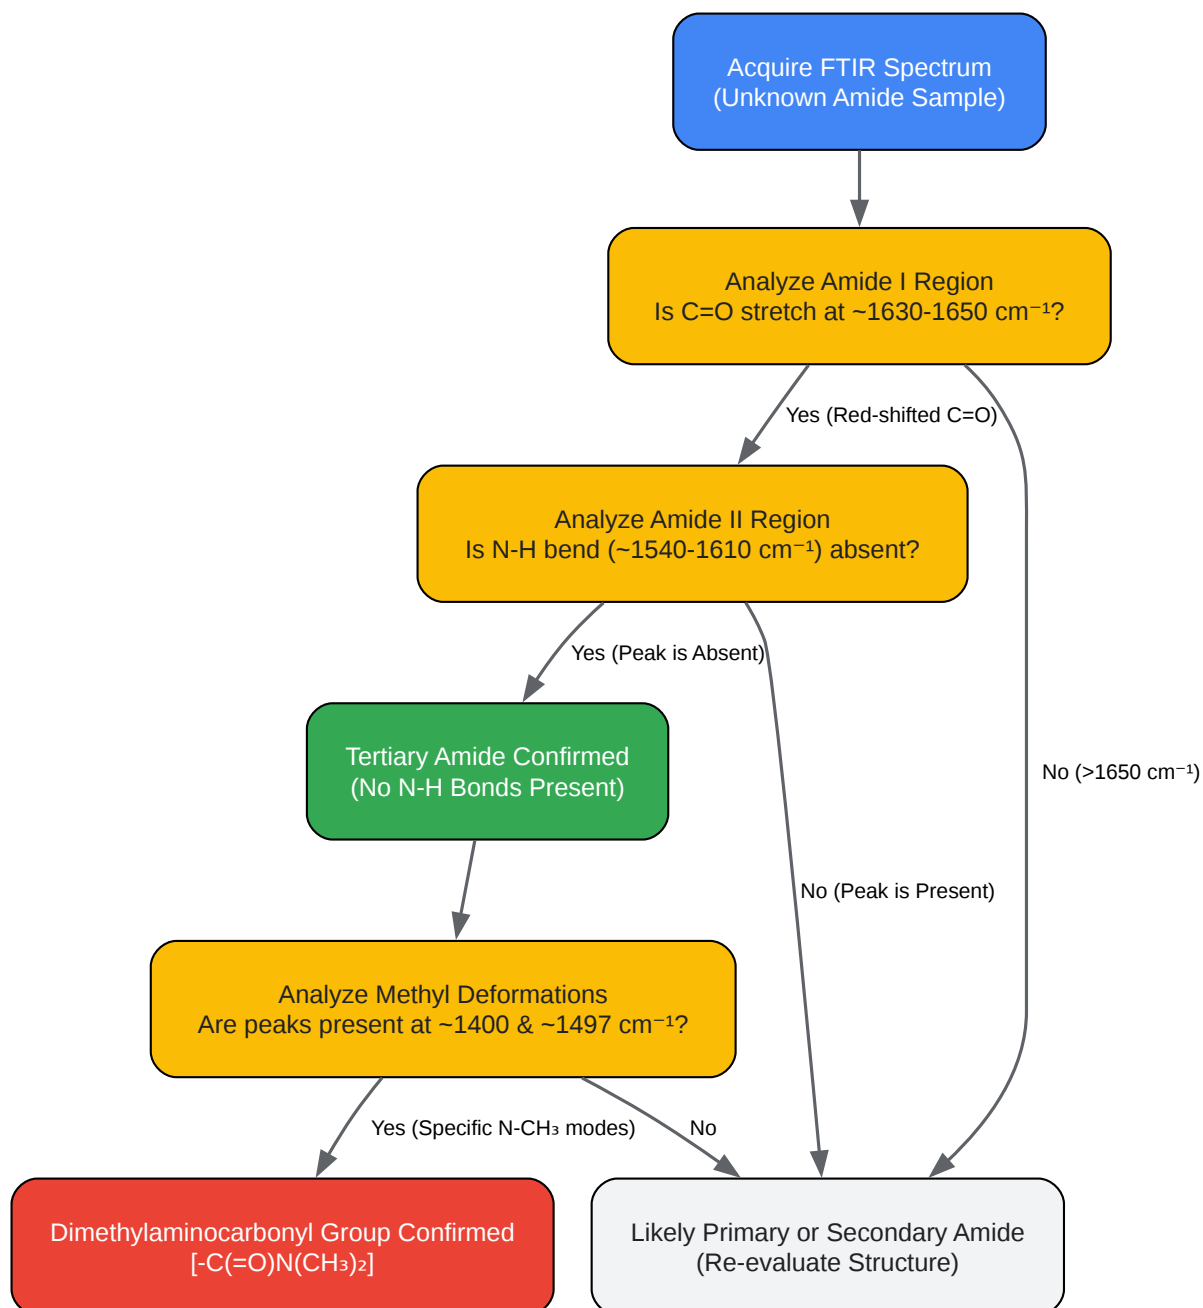 Acquire FTIR Spectrum
(Unknown Amide Sample)
Analyze Amide I Region
Is C=O stretch at ~1630-1650 cm⁻¹?
Yes (Red-shifted C=O)
Analyze Amide II Region
Is N-H bend (~1540-1610 cm⁻¹) absent?
Yes (Peak is Absent)
Tertiary Amide Confirmed
(No N-H Bonds Present)
No (>1650 cm⁻¹)
No (Peak is Present)
Analyze Methyl Deformations
Are peaks present at ~1400 & ~1497 cm⁻¹?
Yes (Specific N-CH₃ modes)
No
Dimethylaminocarbonyl Group Confirmed
[-C(=O)N(CH₃)₂]
Likely Primary or Secondary Amide
(Re-evaluate Structure)